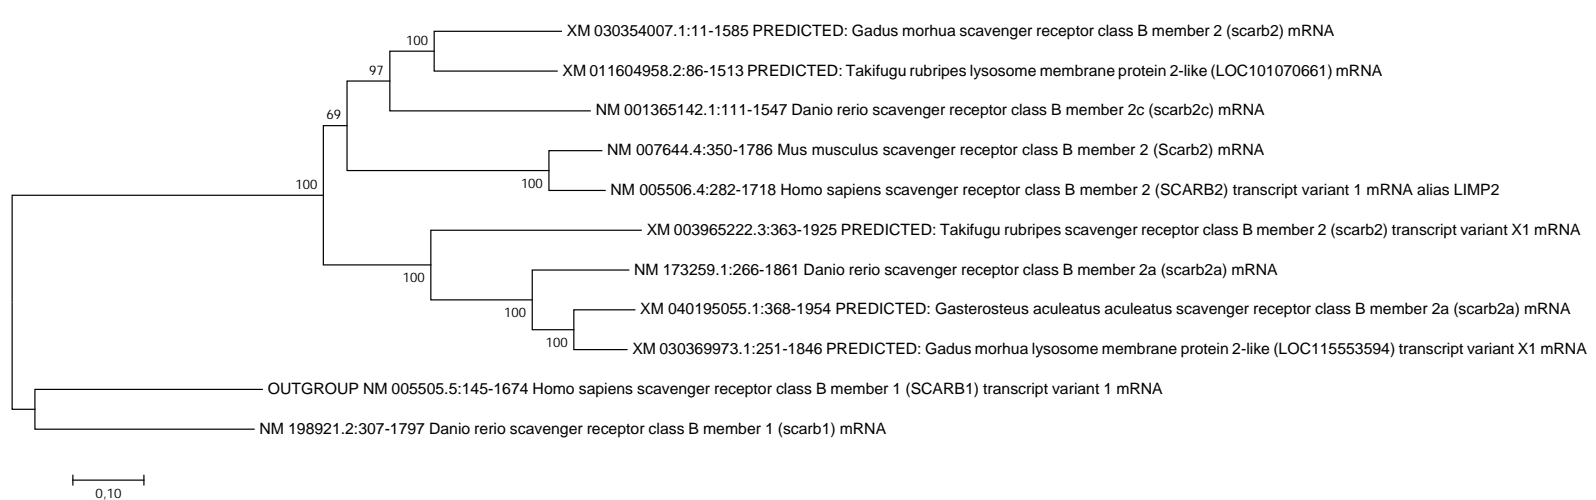 100
XM 030354007.1:11-1585 PREDICTED: Gadus morhua scavenger receptor class B member 2 (scarb2) mRNA
97
XM 011604958.2:86-1513 PREDICTED: Takifugu rubripes lysosome membrane protein 2-like (LOC101070661) mRNA
69
NM 001365142.1:111-1547 Danio rerio scavenger receptor class B member 2c (scarb2c) mRNA
NM 007644.4:350-1786 Mus musculus scavenger receptor class B member 2 (Scarb2) mRNA
100
100
NM 005506.4:282-1718 Homo sapiens scavenger receptor class B member 2 (SCARB2) transcript variant 1 mRNA alias LIMP2
XM 003965222.3:363-1925 PREDICTED: Takifugu rubripes scavenger receptor class B member 2 (scarb2) transcript variant X1 mRNA
100
NM 173259.1:266-1861 Danio rerio scavenger receptor class B member 2a (scarb2a) mRNA
100
XM 040195055.1:368-1954 PREDICTED: Gasterosteus aculeatus aculeatus scavenger receptor class B member 2a (scarb2a) mRNA
100
XM 030369973.1:251-1846 PREDICTED: Gadus morhua lysosome membrane protein 2-like (LOC115553594) transcript variant X1 mRNA
OUTGROUP NM 005505.5:145-1674 Homo sapiens scavenger receptor class B member 1 (SCARB1) transcript variant 1 mRNA
NM 198921.2:307-1797 Danio rerio scavenger receptor class B member 1 (scarb1) mRNA
0,10